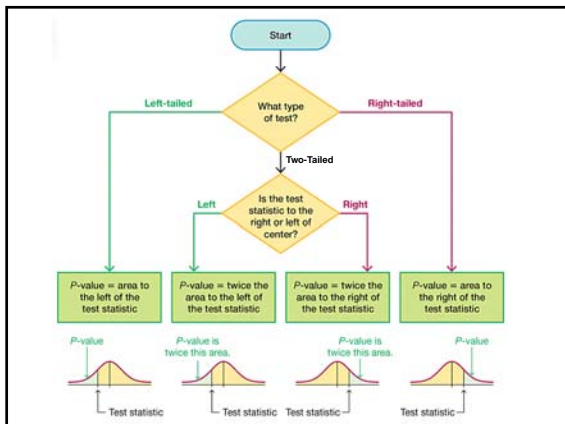 Start
What type
of test?
Left-tailed
Right-tailed
Two-Tailed
Is the test
statistic to the
right or left of
center?
Left
Right
P-value = area to
the left of the
test statistic
P-value = twice the
area to the left of
the test statistic
P-value = twice the
area to the right of
the test statistic
P-value = area to
the right of the
test statistic
P-value
P-value is
twice this area.
P-value is
twice this area.
P-value
Test statistic
Test statistic
Test statistic
Test statistic